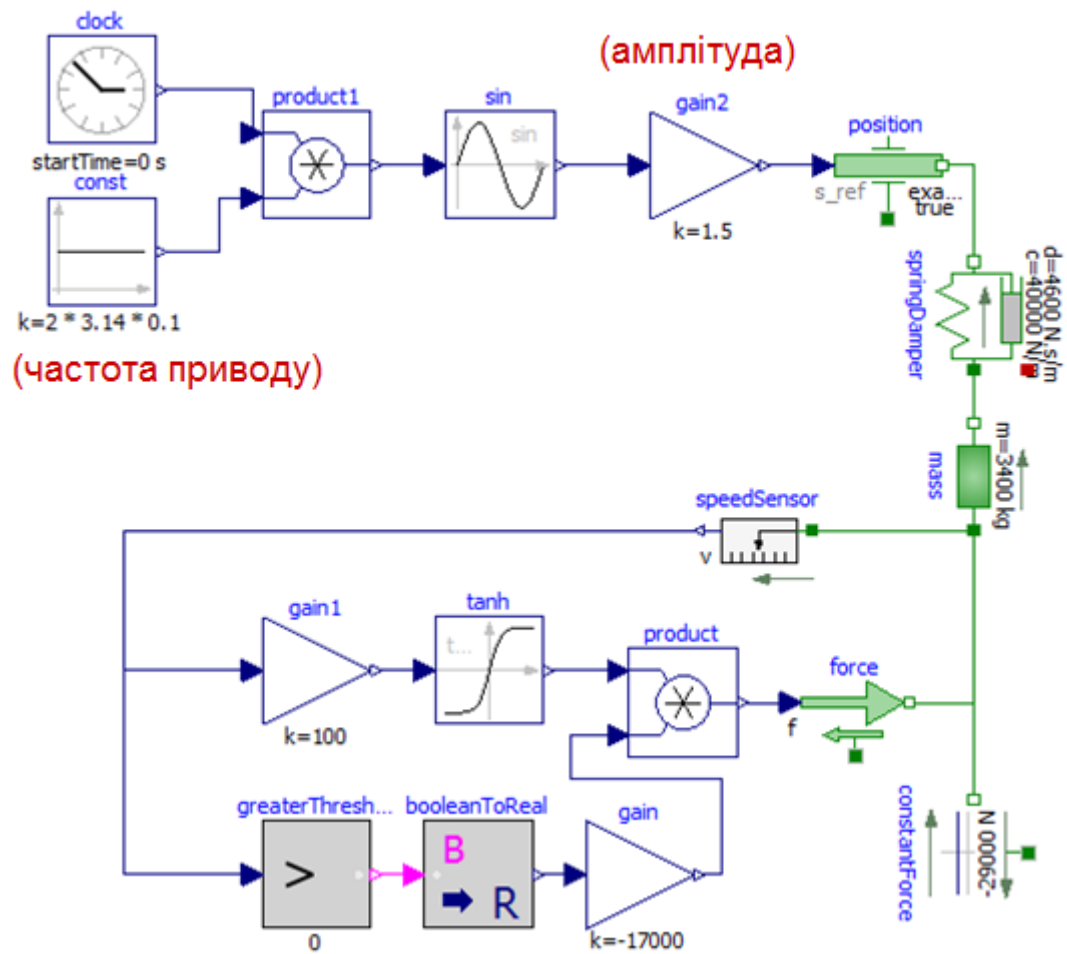 clock
(амплітуда)
product1
sin
gain2
position
sin
startTime=0 s
const
s_ref
exa...
true
k=1.5
k=2 * 3.14 * 0.1
(частота приводу)
springDamper
d=4600 N.s/m
c=40000 N/m
mass
m=3400 kg
speedSensor
v
gain1
tanh
product
t...
force
k=100
f
greaterThresh...
booleanToReal
gain
constantForce
-29000 N
>
B
R
0
k=-17000